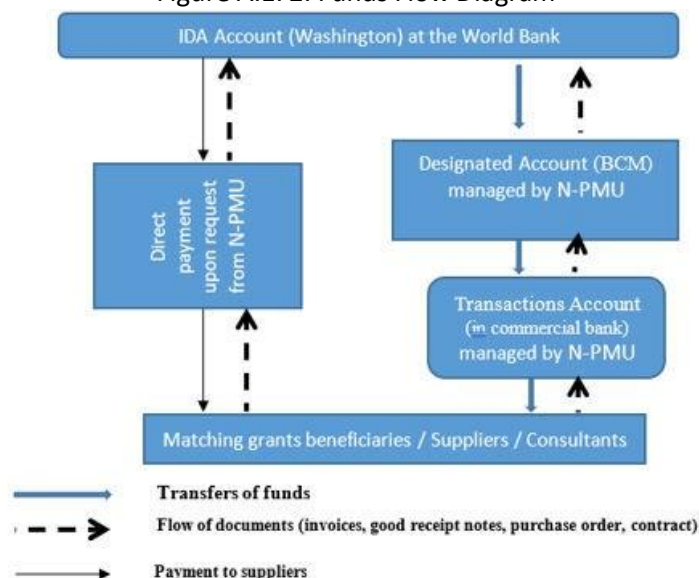 IDA Account (Washington) at the World Bank
Direct
payment
upon request
from N-PMU
Designated Account (BCM)
managed by N-PMU
Transactions Account
(in commercial bank)
managed by N-PMU
Matching grants beneficiaries / Suppliers / Consultants
Transfers of funds
Flow of documents (invoices, good receipt notes, purchase order, contract)
Payment to suppliers